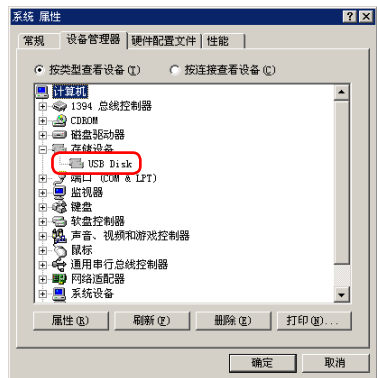 系统 属性
常规 设备管理器 硬件配置文件 性能
按类型查看设备(T) 按连接查看设备(C)
计算机
1394 总线控制器
CDROM
磁盘驱动器
存储设备
USB Disk
端口 (COM & LPT)
监视器
键盘
软盘控制器
声音、视频和游戏控制器
鼠标
通用串行总线控制器
网络适配器
系统设备
属性(R) 刷新(F) 删除(E) 打印(N)...
确定 取消